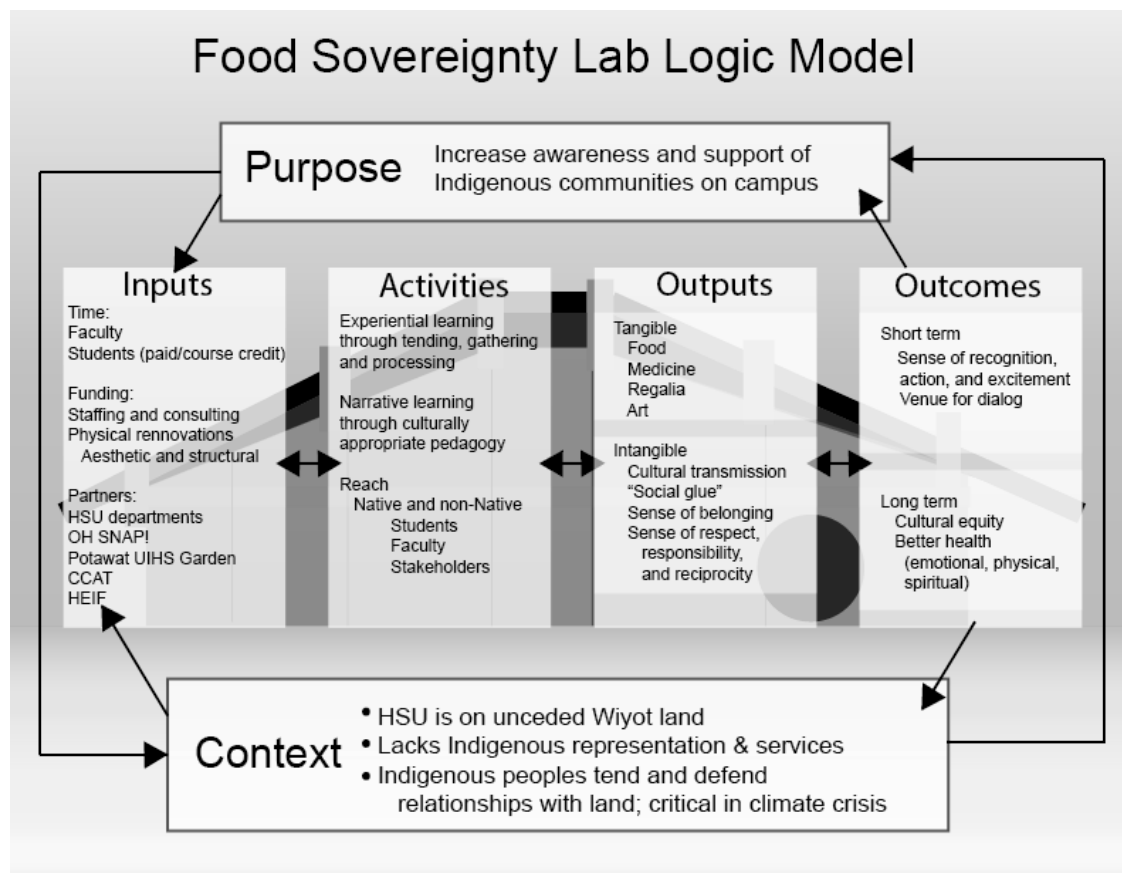 Food Sovereignty Lab Logic Model
Purpose
Increase awareness and support of
Indigenous communities on campus
Inputs
Time:
Faculty
Students (paid/course credit)
Funding:
Staffing and consulting
Physical rennovations
Aesthetic and structural
Partners:
HSU departments
OH SNAP!
Potawat UIHS Garden
CCAT
HEIF
Activities
Experiential learning
through tending, gathering
and processing
Narrative learning
through culturally
appropriate pedagogy
Reach
Native and non-Native
Students
Faculty
Stakeholders
Outputs
Tangible
Food
Medicine
Regalia
Art
Intangible
Cultural transmission
“Social glue”
Sense of belonging
Sense of respect,
responsibility,
and reciprocity
Outcomes
Short term
Sense of recognition,
action, and excitement
Venue for dialog
Long term
Cultural equity
Better health
(emotional, physical,
spiritual)
Context
• HSU is on unceded Wiyot land
• Lacks Indigenous representation & services
• Indigenous peoples tend and defend
relationships with land; critical in climate crisis